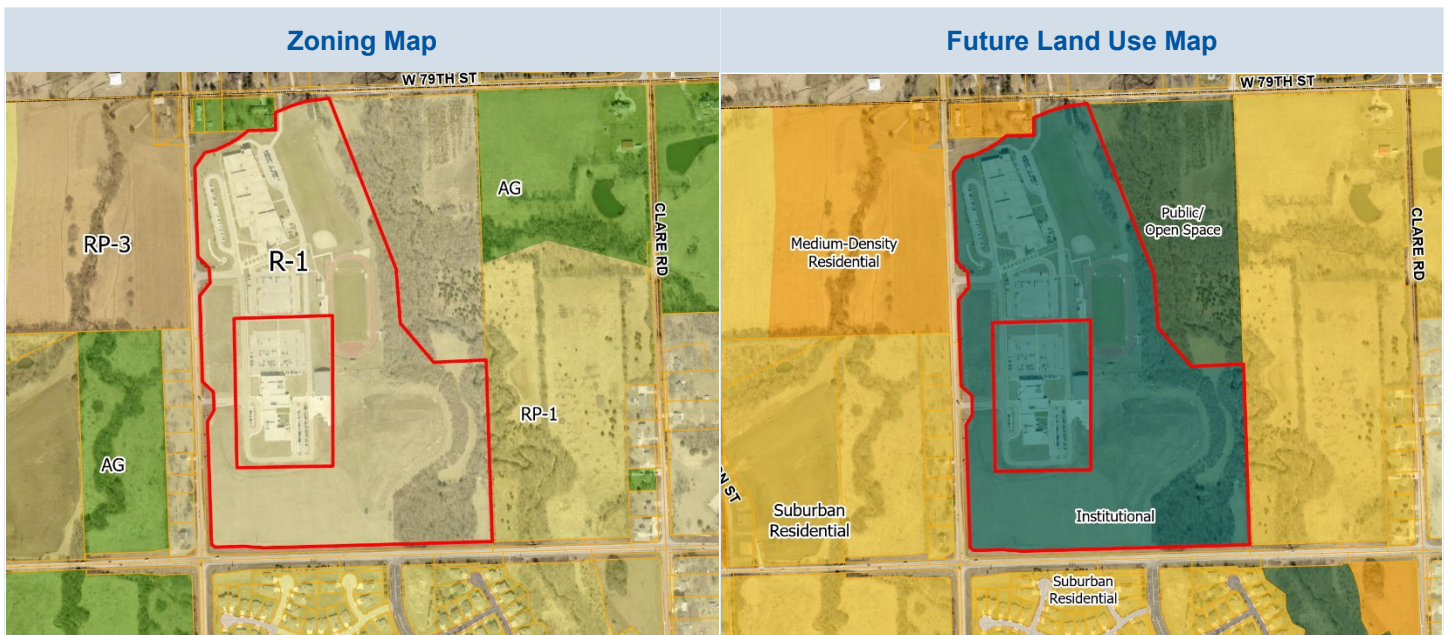 Zoning Map
W 79TH ST
AG
RP-3
R-1
CLARE RD
RP-1
AG
Future Land Use Map
W 79TH ST
Public/
Open Space
CLARE RD
Medium-Density
Residential
Suburban
Residential
Institutional
Suburban
Residential